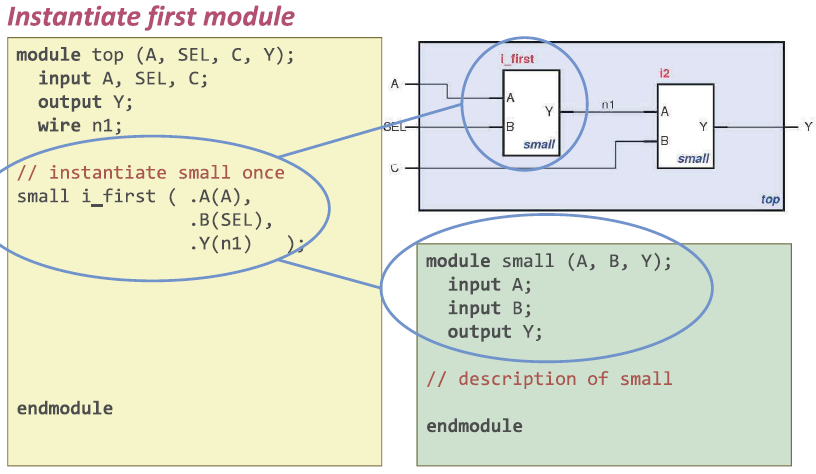 Instantiate first module
module top (A, SEL, C, Y);
input A, SEL, C;
output Y;
wire n1;
// instantiate small once
small i_first ( .A(A),
.B(SEL),
.Y(n1) );
endmodule
i_first
i2
A
A
Y
n1
A
Y
Y
SEL
B
small
B
small
C
top
module small (A, B, Y);
input A;
input B;
output Y;
// description of small
endmodule